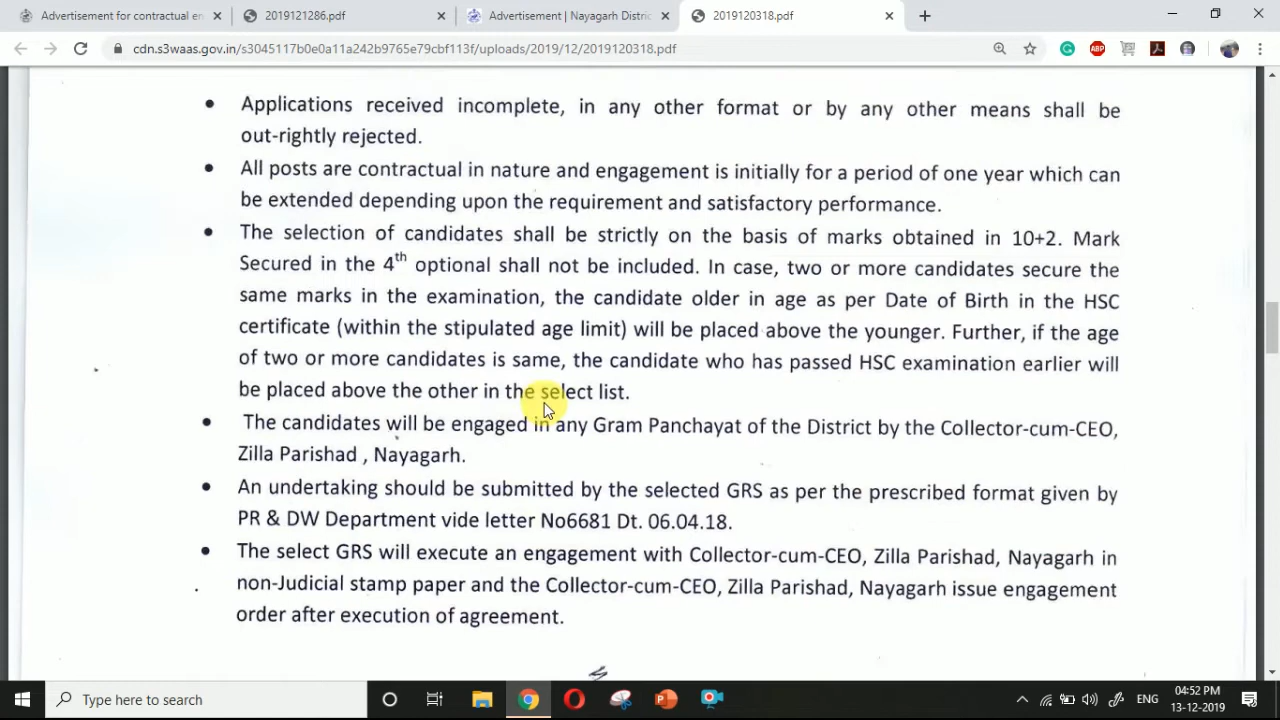 Advertisement for contractual en
2019121286.pdf
Advertisement | Nayagarh Distric
2019120318.pdf
cdn.s3waas.gov.in/s3045117b0e0a11a242b9765e79cbf113f/uploads/2019/12/2019120318.pdf
ABP
• Applications received incomplete, in any other format or by any other means shall be
out-rightly rejected.
• All posts are contractual in nature and engagement is initially for a period of one year which can
be extended depending upon the requirement and satisfactory performance.
• The selection of candidates shall be strictly on the basis of marks obtained in 10+2. Mark
Secured in the 4th optional shall not be included. In case, two or more candidates secure the
same marks in the examination, the candidate older in age as per Date of Birth in the HSC
certificate (within the stipulated age limit) will be placed above the younger. Further, if the age
of two or more candidates is same, the candidate who has passed HSC examination earlier will
be placed above the other in the select list.
• The candidates will be engaged in any Gram Panchayat of the District by the Collector-cum-CEO,
Zilla Parishad , Nayagarh.
• An undertaking should be submitted by the selected GRS as per the prescribed format given by
PR & DW Department vide letter No6681 Dt. 06.04.18.
• The select GRS will execute an engagement with Collector-cum-CEO, Zilla Parishad, Nayagarh in
non-Judicial stamp paper and the Collector-cum-CEO, Zilla Parishad, Nayagarh issue engagement
order after execution of agreement.
Type here to search
ENG
04:52 PM
13-12-2019